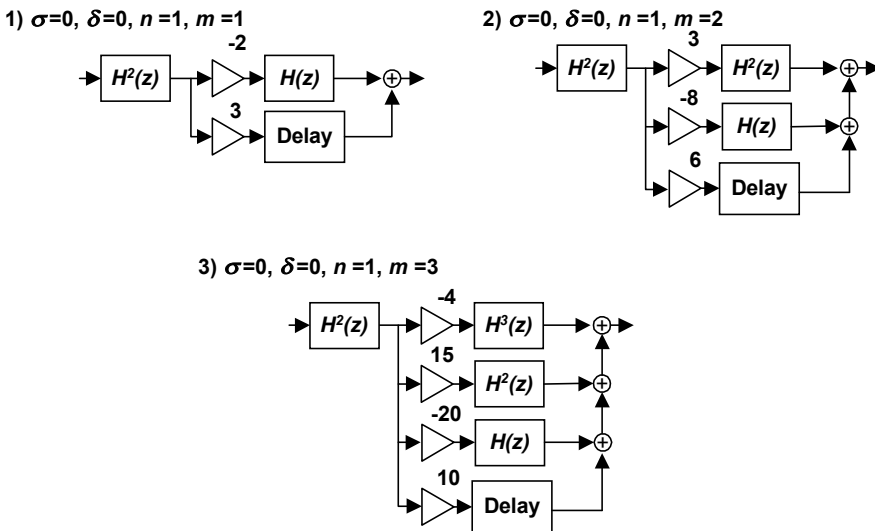 1) σ=0, δ=0, n =1, m =1
-2
H²(z)
H(z)
3
Delay
2) σ=0, δ=0, n =1, m =2
3
H²(z)
H²(z)
-8
H(z)
6
Delay
3) σ=0, δ=0, n =1, m =3
-4
H²(z)
H³(z)
15
H²(z)
-20
H(z)
10
Delay